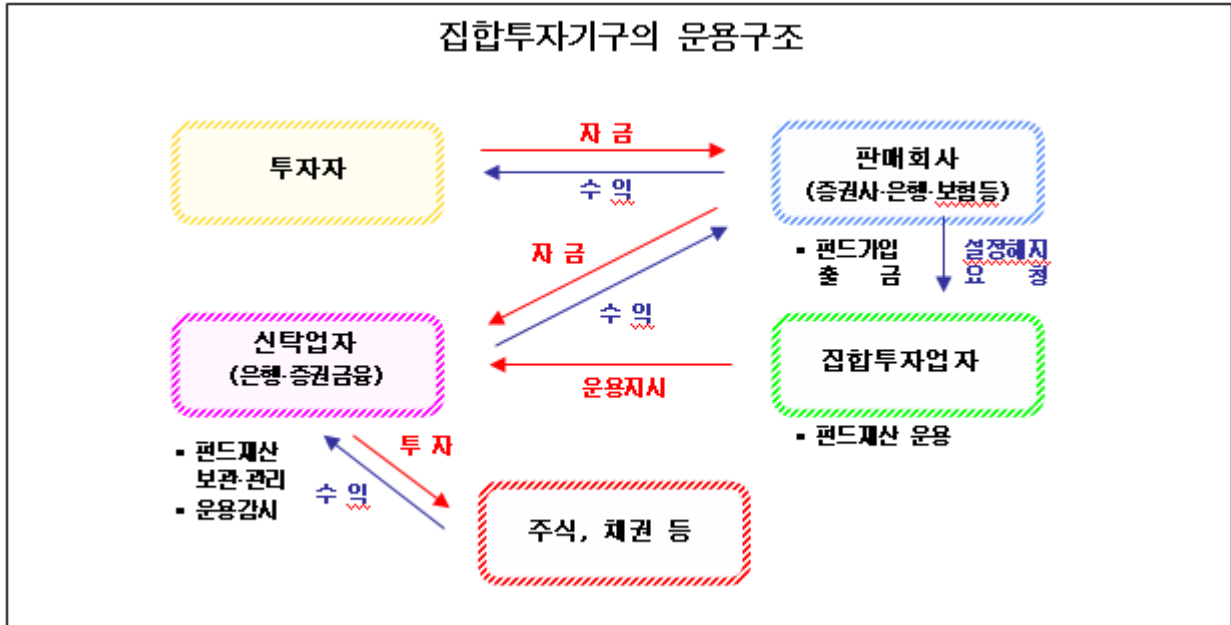 집합투자기구의 운용구조
투자자
자 금
수 익
판매회사
(증권사·은행·보험등)
자 금
수 익
▪ 펀드가입
출 금
설정해지
요 청
신탁업자
(은행·증권금융)
운용지시
집합투자업자
▪ 펀드재산
보관·관리
▪ 운용감시
투 자
수 익
▪ 펀드재산 운용
주식, 채권 등